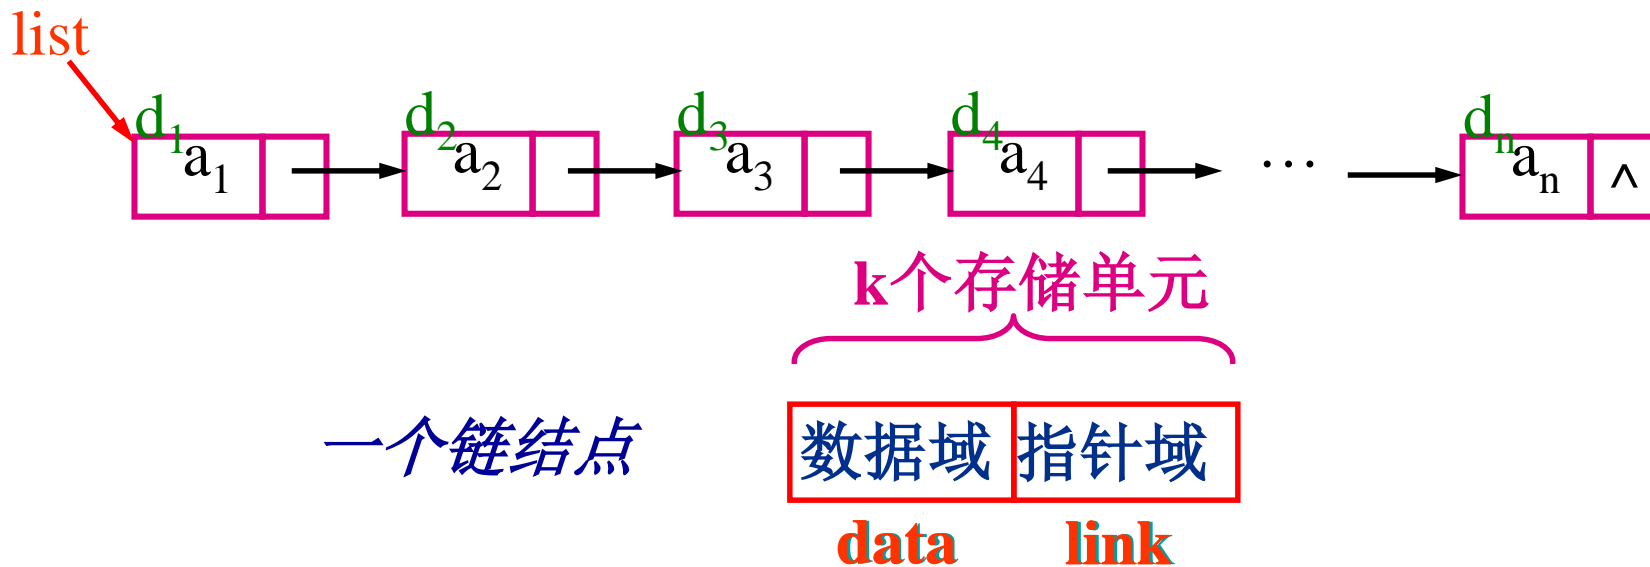 list
d1 d2 d3 d4 dn
a1 a2 a3 a4 … an ^
k个存储单元
一个链结点 数据域 指针域
data link